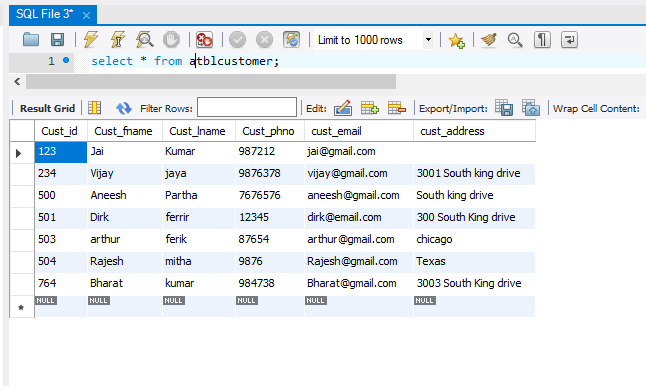 SQL File 3*
Limit to 1000 rows
1 select * from atblcustomer;
Result Grid Filter Rows: Edit: Export/Import: Wrap Cell Content:
Cust_id Cust_fname Cust_lname Cust_phno cust_email cust_address
123 Jai Kumar 987212 jai@gmail.com
234 Vijay jaya 9876378 vijay@gmail.com 3001 South king drive
500 Aneesh Partha 7676576 aneesh@gmail.com South king drive
501 Dirk ferrir 12345 dirk@email.com 300 South King drive
503 arthur ferik 87654 arthur@gmail.com chicago
504 Rajesh mitha 9876 Rajesh@gmail.com Texas
764 Bharat kumar 984738 Bharat@gmail.com 3003 South King drive
NULL NULL NULL NULL NULL NULL